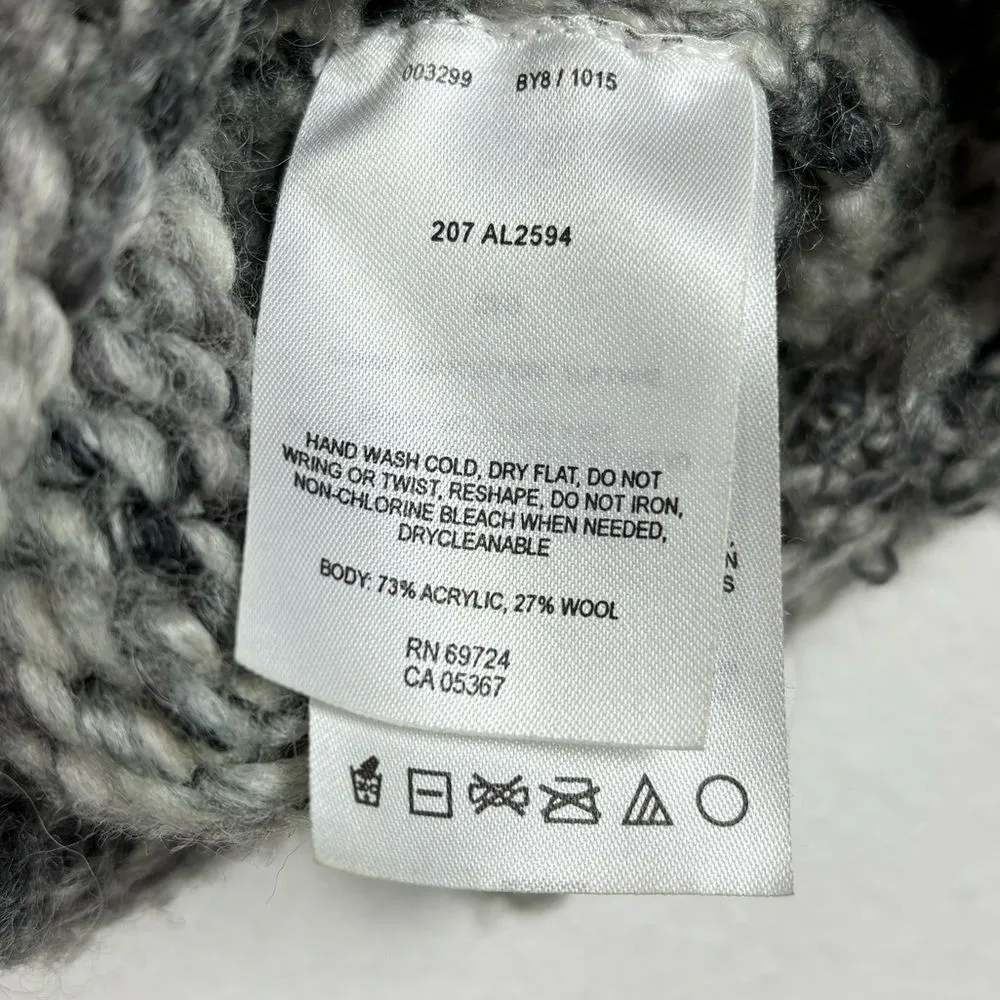 003299 BY8 / 1015
207 AL2594
HAND WASH COLD, DRY FLAT, DO NOT
WRING OR TWIST, RESHAPE, DO NOT IRON,
NON-CHLORINE BLEACH WHEN NEEDED,
DRYCLEANABLE
BODY: 73% ACRYLIC, 27% WOOL
RN 69724
CA 05367
N
S